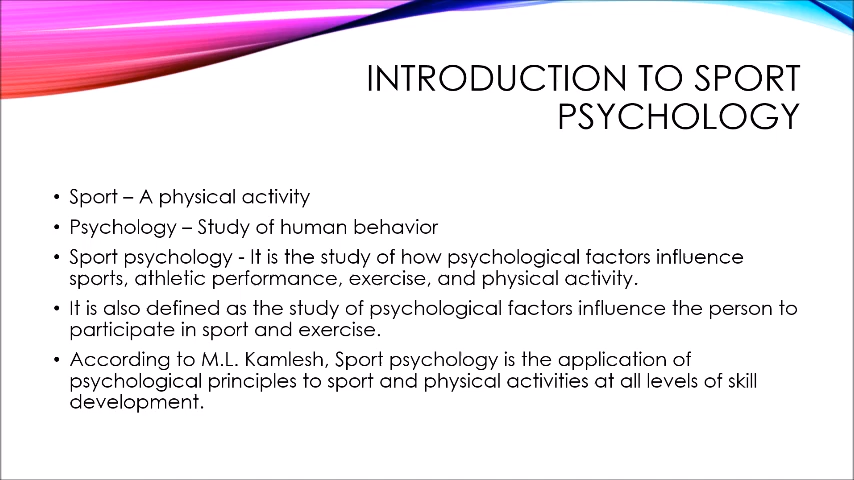 INTRODUCTION TO SPORT
PSYCHOLOGY
• Sport – A physical activity
• Psychology – Study of human behavior
• Sport psychology - It is the study of how psychological factors influence
sports, athletic performance, exercise, and physical activity.
• It is also defined as the study of psychological factors influence the person to
participate in sport and exercise.
• According to M.L. Kamlesh, Sport psychology is the application of
psychological principles to sport and physical activities at all levels of skill
development.